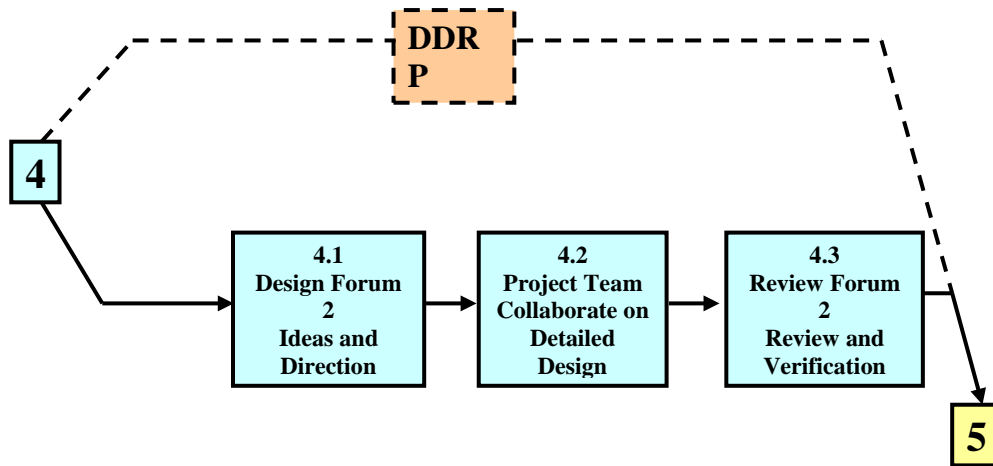 DDR
P
4
4.1
Design Forum
2
Ideas and
Direction
4.2
Project Team
Collaborate on
Detailed
Design
4.3
Review Forum
2
Review and
Verification
5